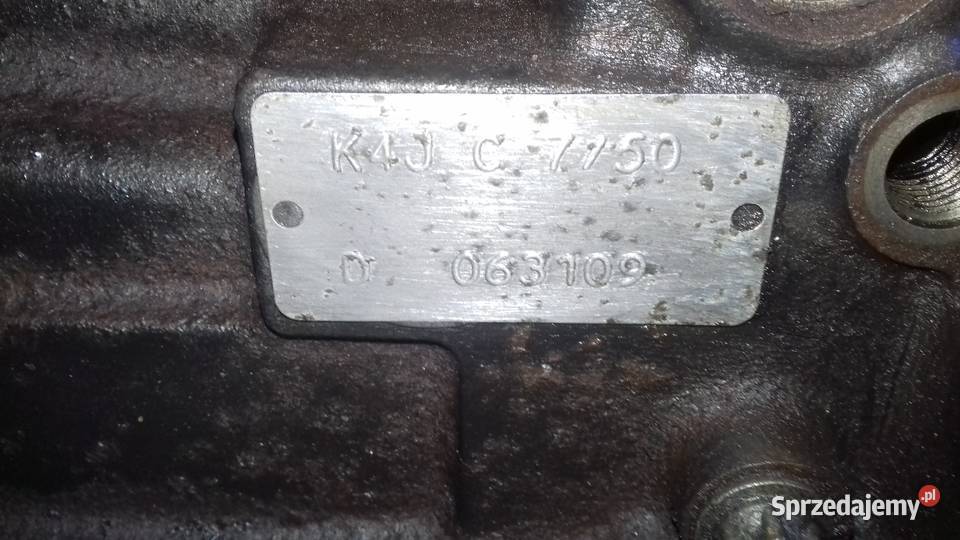 K4J C 7/50
D 063109
Sprzedajemy.pl